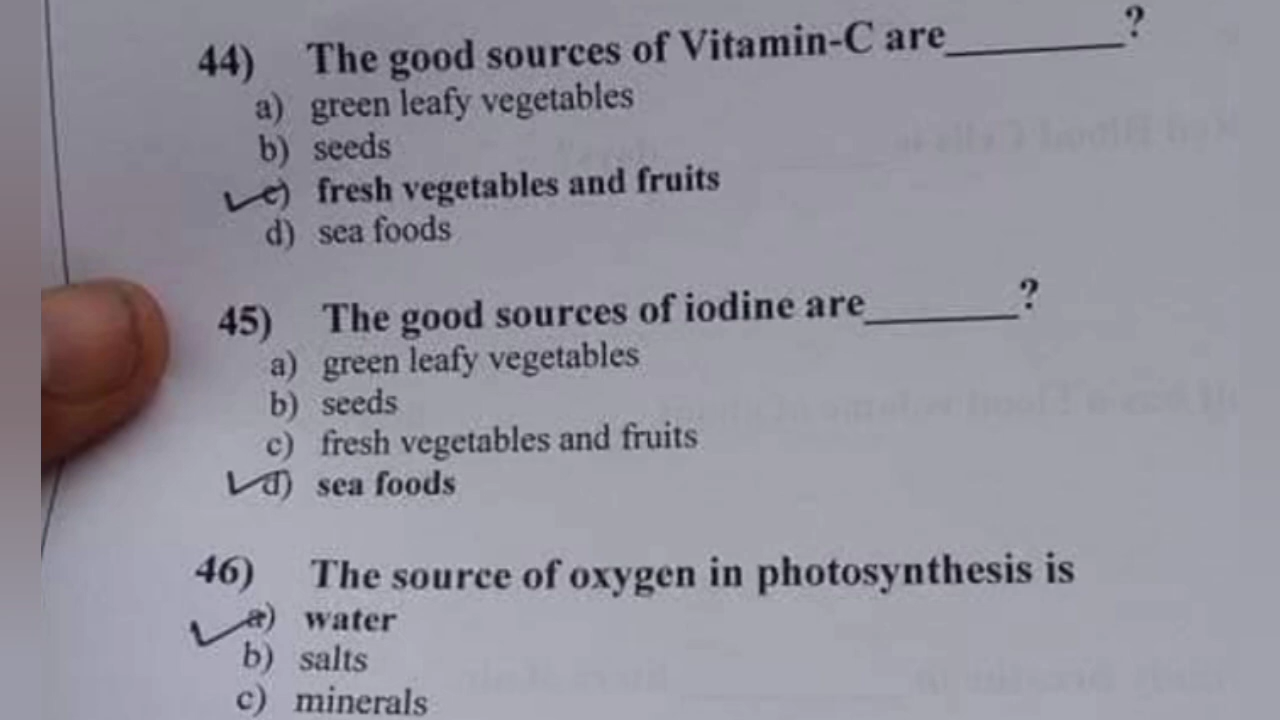 44) The good sources of Vitamin-C are________?
a) green leafy vegetables
b) seeds
c) fresh vegetables and fruits
d) sea foods
45) The good sources of iodine are_______?
a) green leafy vegetables
b) seeds
c) fresh vegetables and fruits
d) sea foods
46) The source of oxygen in photosynthesis is
a) water
b) salts
c) minerals